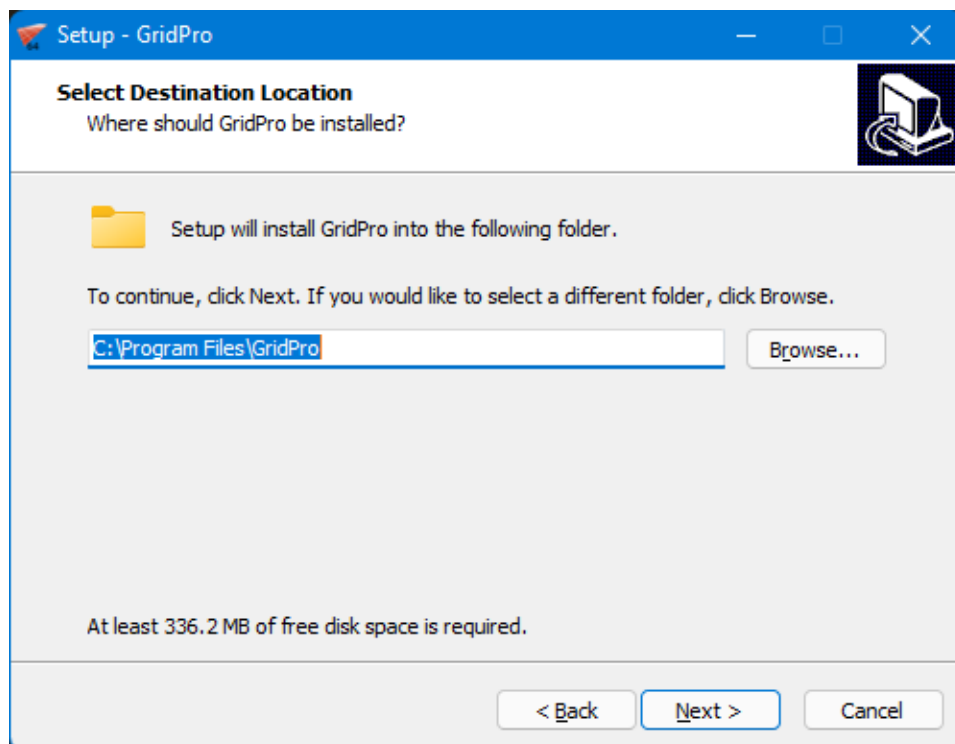 Setup - GridPro
Select Destination Location
Where should GridPro be installed?
Setup will install GridPro into the following folder.
To continue, click Next. If you would like to select a different folder, click Browse.
C:\Program Files\GridPro
Browse...
At least 336.2 MB of free disk space is required.
< Back
Next >
Cancel